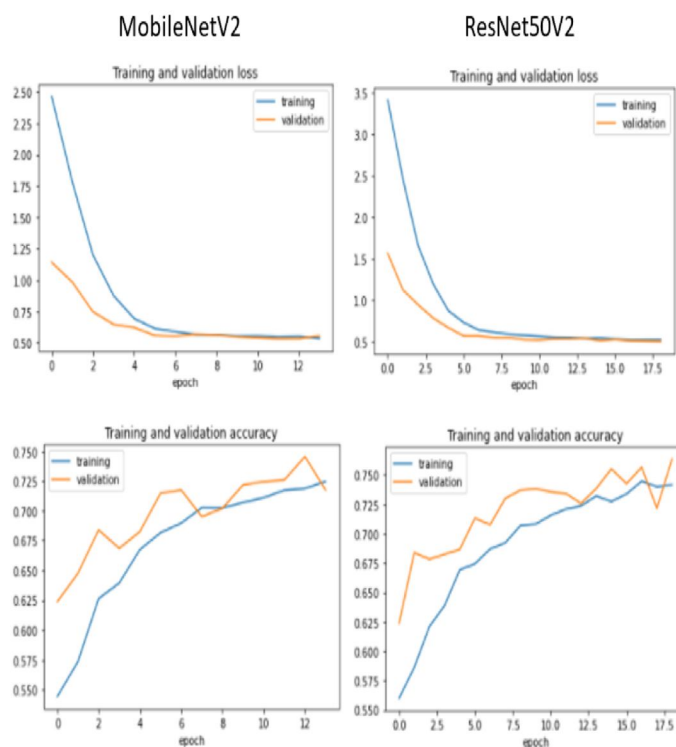 MobileNetV2
ResNet50V2
Training and validation loss
2.50
2.25
2.00
1.75
1.50
1.25
1.00
0.75
0.50
training
validation
0 2 4 6 8 10 12
epoch
Training and validation loss
3.5
3.0
2.5
2.0
1.5
1.0
0.5
training
validation
0.0 2.5 5.0 7.5 10.0 12.5 15.0 17.5
epoch
Training and validation accuracy
0.750
0.725
0.700
0.675
0.650
0.625
0.600
0.575
0.550
training
validation
0 2 4 6 8 10 12
epoch
Training and validation accuracy
0.750
0.725
0.700
0.675
0.650
0.625
0.600
0.575
0.550
training
validation
0.0 2.5 5.0 7.5 10.0 12.5 15.0 17.5
epoch